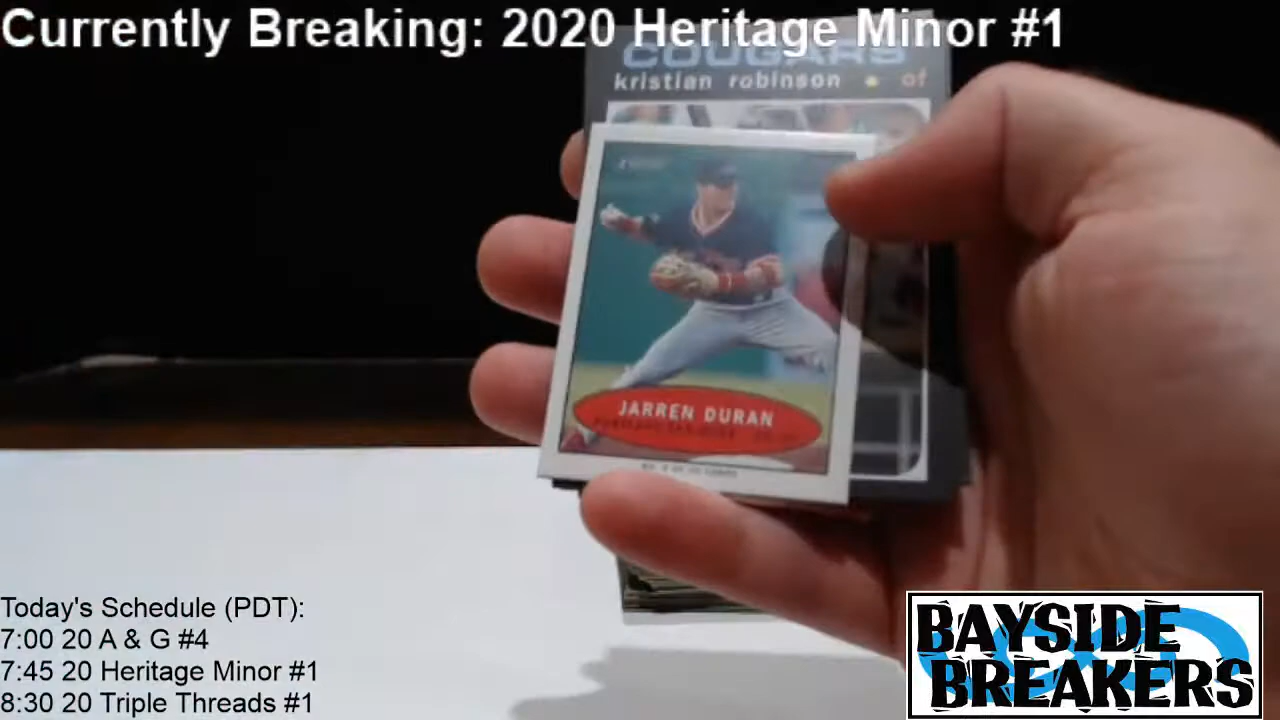 Currently Breaking: 2020 Heritage Minor #1
COUGARS
kristian robinson • of
JARREN DURAN
Today's Schedule (PDT):
7:00 20 A & G #4
7:45 20 Heritage Minor #1
8:30 20 Triple Threads #1
BAYSIDE
BREAKERS